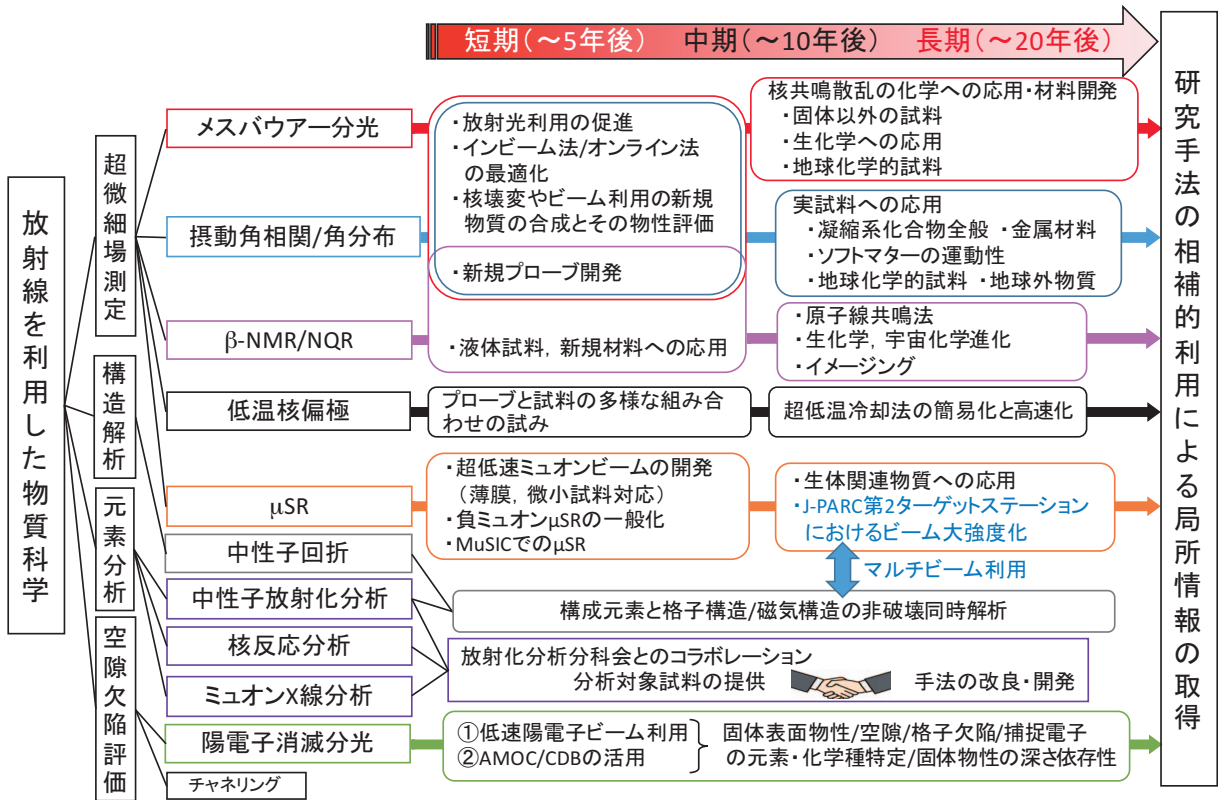 短期(～5年後) 中期(～10年後) 長期(～20年後)
放射線を利用した物質科学
超微細場測定
構造解析
元素分析
空隙欠陥評価
メスバウアー分光
摂動角相関/角分布
β-NMR/NQR
低温核偏極
μSR
中性子回折
中性子放射化分析
核反応分析
ミュオンX線分析
陽電子消滅分光
チャネリング
・放射光利用の促進
・インビーム法/オンライン法
の最適化
・核壊変やビーム利用の新規
物質の合成とその物性評価
・新規プローブ開発
・液体試料，新規材料への応用
プローブと試料の多様な組み合
わせの試み
・超低速ミュオンビームの開発
（薄膜，微小試料対応）
・負ミュオンμSRの一般化
・MuSICでのμSR
核共鳴散乱の化学への応用・材料開発
・固体以外の試料
・生化学への応用
・地球化学的試料
実試料への応用
・凝縮系化合物全般 ・金属材料
・ソフトマターの運動性
・地球化学的試料 ・地球外物質
・原子線共鳴法
・生化学，宇宙化学進化
・イメージング
超低温冷却法の簡易化と高速化
・生体関連物質への応用
・J-PARC第2ターゲットステーション
におけるビーム大強度化
マルチビーム利用
構成元素と格子構造/磁気構造の非破壊同時解析
放射化分析分科会とのコラボレーション
分析対象試料の提供 手法の改良・開発
①低速陽電子ビーム利用
②AMOC/CDBの活用
固体表面物性/空隙/格子欠陥/捕捉電子
の元素・化学種特定/固体物性の深さ依存性
研究手法の相補的利用による局所情報の取得